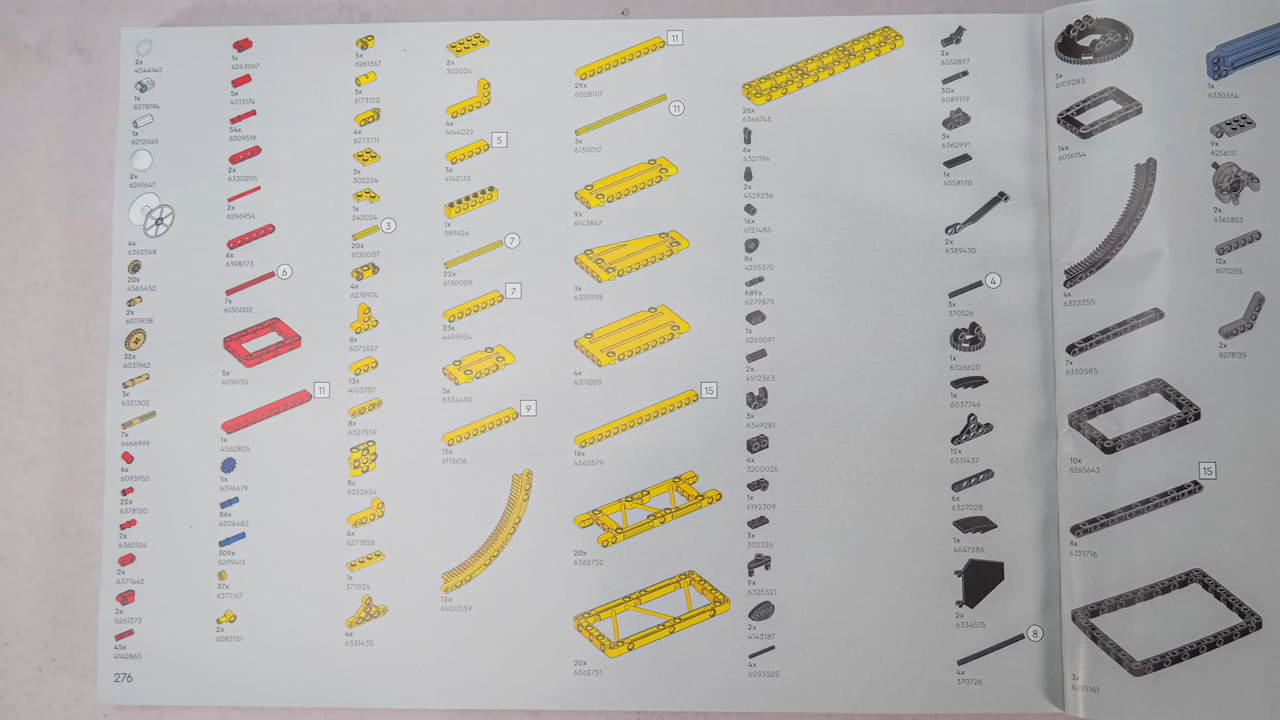 2x
4544140
1x
6278194
1x
6212049
2x
6261647
4x
6362568
20x
4565452
2x
6013938
32x
6031962
3x
6321305
7x
4666999
6x
6093950
22x
6378120
2x
6360104
2x
6371442
2x
6261373
45x
4142865
276
1x
6263067
5x
4513174
54x
6209519
2x
6330205
2x
6296954
6x
6398773
6
7x
6130002
5x
6016155
11
1x
4562805
5x
6396479
86x
4206482
309x
6299413
37x
6271167
2x
6282151
5x
6261367
3x
6173122
4x
6273711
3x
302224
1x
242024
3
20x
6130007
4x
6276974
8x
6072627
13x
4153707
8x
6327559
8x
6252654
6x
6271828
1x
371024
4x
6331435
2x
302024
4x
4144022
5
3x
4142133
1x
389424
7
22x
6130009
7
23x
4495934
5x
6334490
9
15x
6115616
12x
6400559
11
29x
6028107
11
3x
6130012
9x
6143847
3x
6310998
4x
6311003
15
18x
4542579
20x
6362752
20x
6362751
26x
6366745
6x
6321194
2x
4529236
16x
6121485
8x
4295370
689x
6279875
1x
6265091
2x
4512363
3x
6349281
4x
3200026
1x
6192309
3x
302326
9x
6325521
2x
4143187
4x
6093525
2x
6262897
30x
6089119
3x
6362991
1x
4558170
2x
6389430
4
3x
370526
1x
6326620
1x
6037746
12x
6331437
6x
6327028
1x
4647286
2x
6334515
8
4x
370726
3x
6109283
14x
6016154
4x
6322255
7x
6330585
10x
6265643
15
8x
6321716
3x
1x
6330364
9x
6256117
2x
6365803
12x
6170293
2x
6278129